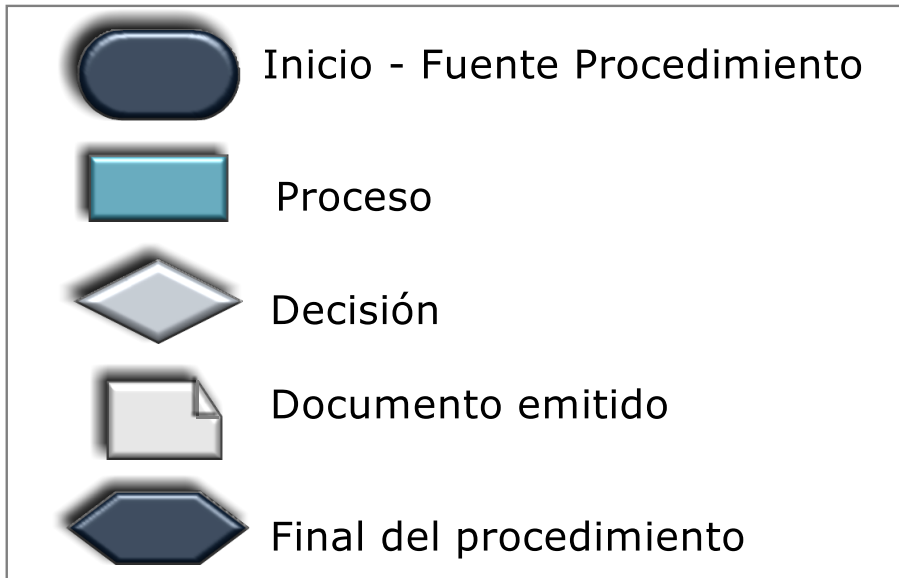 Inicio - Fuente Procedimiento
Proceso
Decisión
Documento emitido
Final del procedimiento